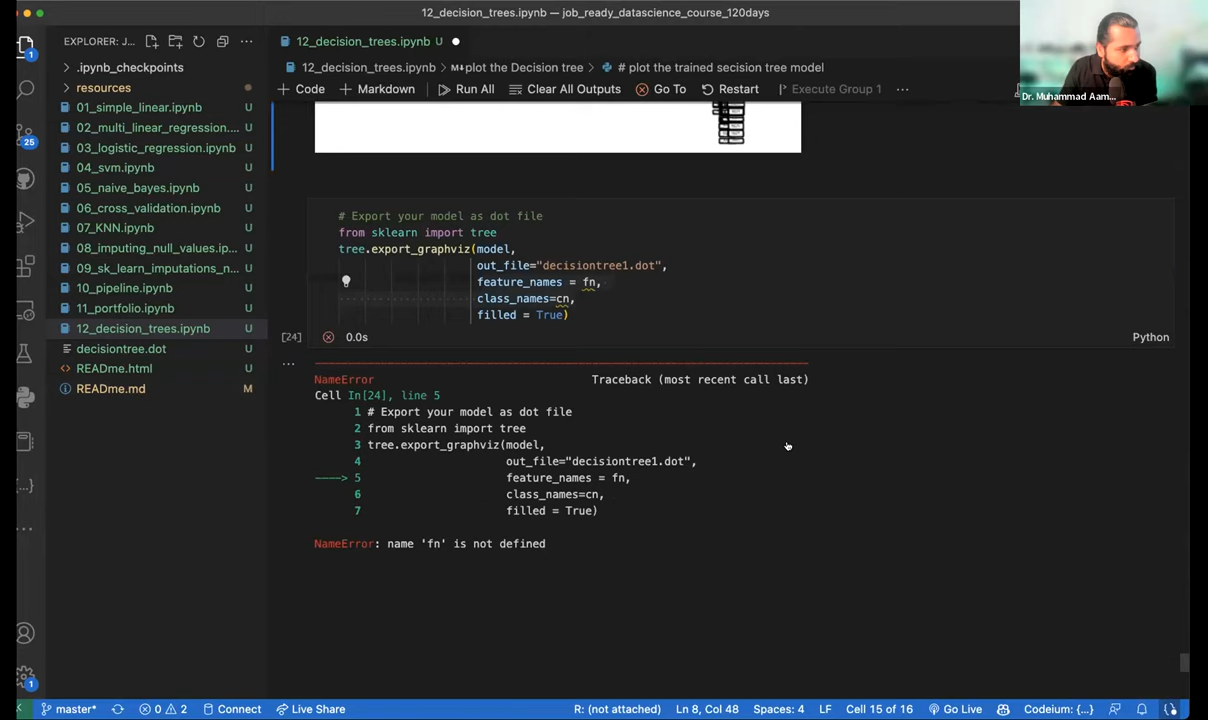 12_decision_trees.ipynb — job_ready_datascience_course_120days
EXPLORER: J...
12_decision_trees.ipynb U
12_decision_trees.ipynb > plot the Decision tree > # plot the trained secision tree model
+ Code + Markdown Run All Clear All Outputs Go To Restart Execute Group 1 ...
Dr. Muhammad Aam...
1
25
1
.ipynb_checkpoints
resources
01_simple_linear.ipynb U
02_multi_linear_regression.... U
03_logistic_regression.ipynb U
04_svm.ipynb U
05_naive_bayes.ipynb U
06_cross_validation.ipynb U
07_KNN.ipynb U
08_imputing_null_values.ip... U
09_sk_learn_imputations_n... U
10_pipeline.ipynb U
11_portfolio.ipynb U
12_decision_trees.ipynb U
decisiontree.dot U
READme.html U
READme.md M
# Export your model as dot file
from sklearn import tree
tree.export_graphviz(model,
out_file="decisiontree1.dot",
feature_names = fn,
class_names=cn,
filled = True)
[24] 0.0s Python
...
NameError Traceback (most recent call last)
Cell In[24], line 5
1 # Export your model as dot file
2 from sklearn import tree
3 tree.export_graphviz(model,
4 out_file="decisiontree1.dot",
----> 5 feature_names = fn,
6 class_names=cn,
7 filled = True)
NameError: name 'fn' is not defined
master* 0 2 Connect Live Share R: (not attached) Ln 8, Col 48 Spaces: 4 LF Cell 15 of 16 Go Live Codeium: {...}